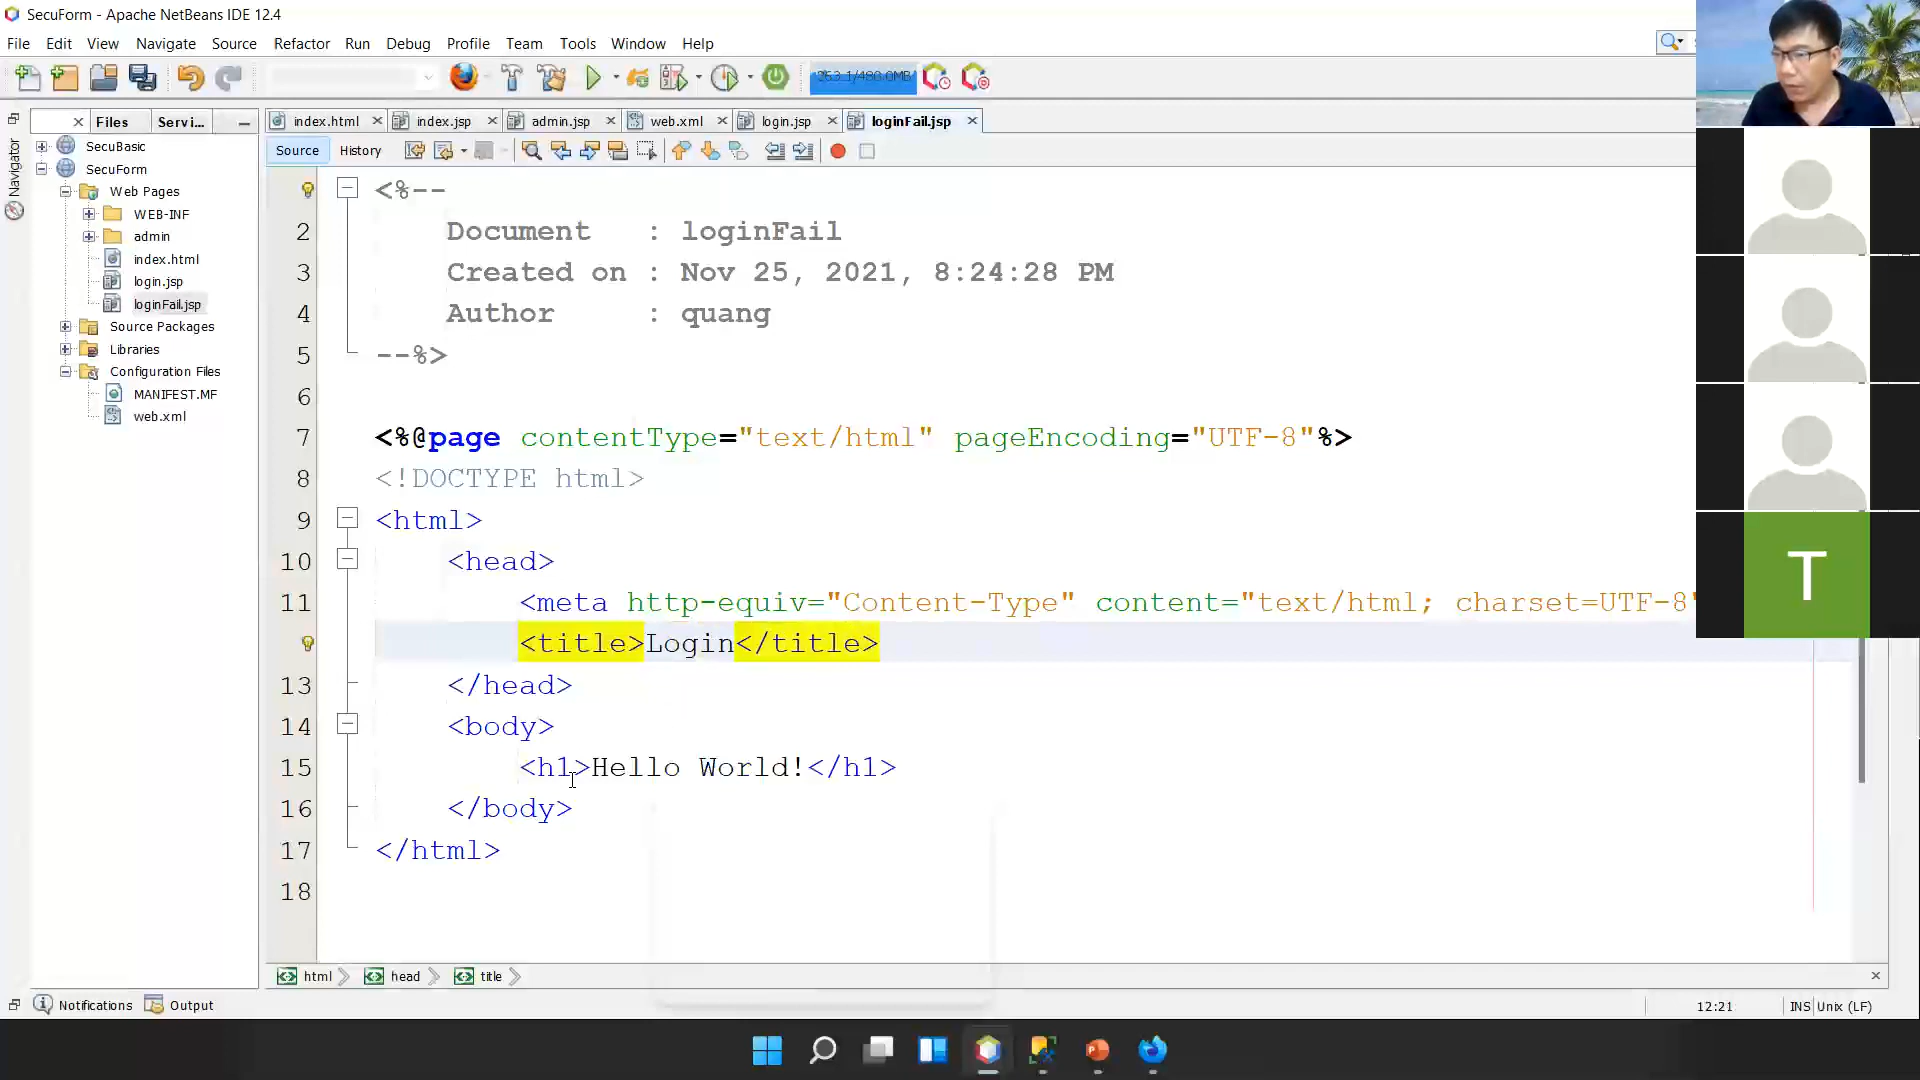 SecuForm - Apache NetBeans IDE 12.4
File Edit View Navigate Source Refactor Run Debug Profile Team Tools Window Help
253.1/480.0MB
Files Servi...
index.html index.jsp admin.jsp web.xml login.jsp loginFail.jsp
Source History
Navigator
SecuBasic
SecuForm
Web Pages
WEB-INF
admin
index.html
login.jsp
loginFail.jsp
Source Packages
Libraries
Configuration Files
MANIFEST.MF
web.xml
<%--
2 Document : loginFail
3 Created on : Nov 25, 2021, 8:24:28 PM
4 Author : quang
5 --%>
6
7 <%@page contentType="text/html" pageEncoding="UTF-8"%>
8 <!DOCTYPE html>
9 <html>
10 <head>
11 <meta http-equiv="Content-Type" content="text/html; charset=UTF-8"
<title>Login</title>
13 </head>
14 <body>
15 <h1>Hello World!</h1>
16 </body>
17 </html>
18
T
html head title
Notifications Output
12:21 INS Unix (LF)